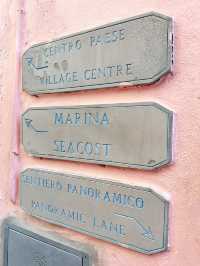 CENTRO PAESE
VILLAGE CENTRE
MARINA
SEACOST
SENTIERO PANORAMICO
PANORAMIC LANE